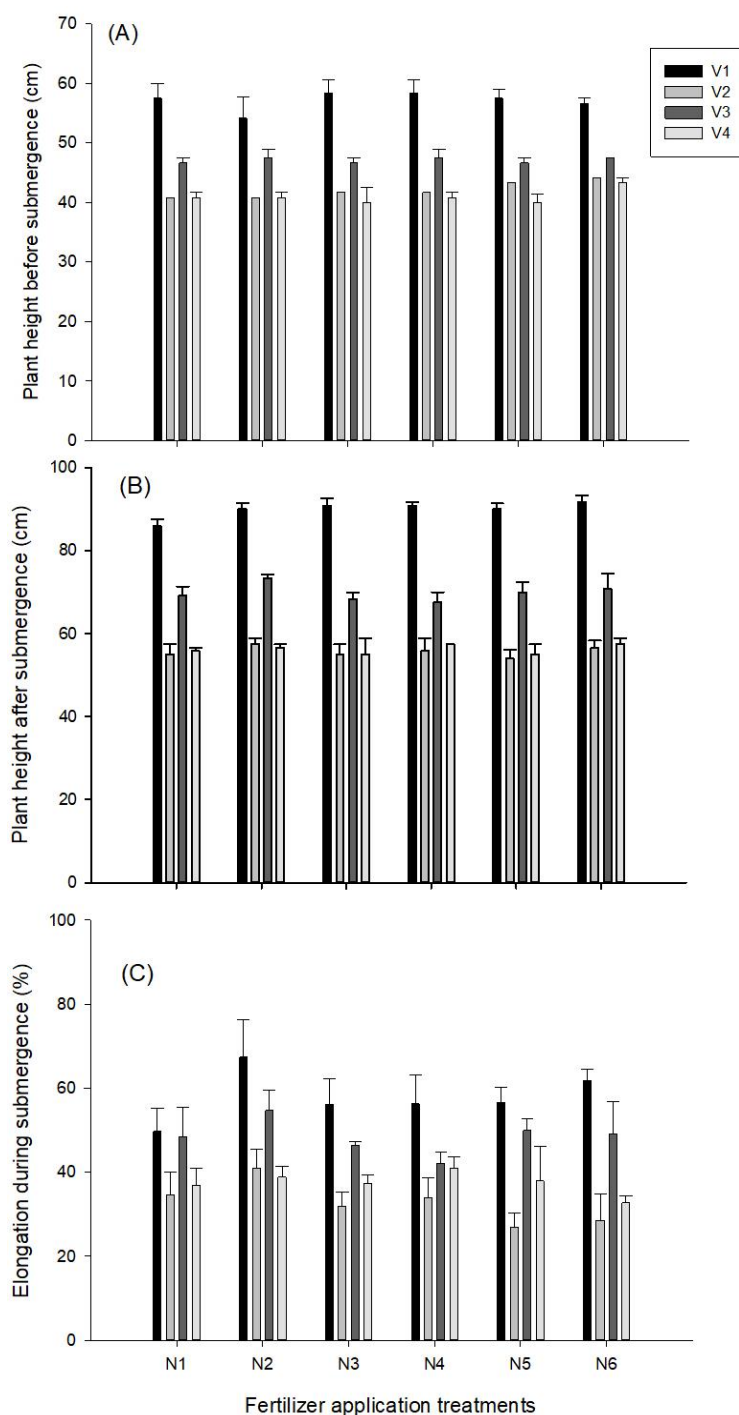 (A)
Plant height before submergence (cm)
70
60
50
40
30
20
10
0
V1
V2
V3
V4
(B)
Plant height after submergence (cm)
100
80
60
40
20
0
(C)
Elongation during submergence (%)
100
80
60
40
20
0
N1 N2 N3 N4 N5 N6
Fertilizer application treatments